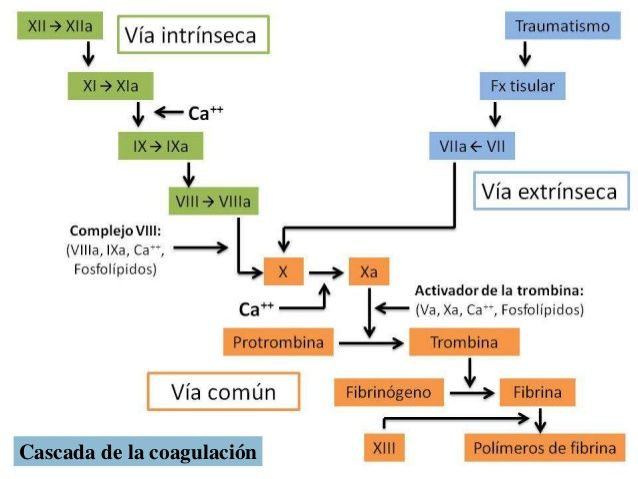 XII → XIIa
Vía intrínseca
Traumatismo
XI → XIa
Fx tisular
Ca⁺⁺
IX → IXa
VIIa ← VII
Vía extrínseca
VIII → VIIIa
Complejo VIII:
(VIIIa, IXa, Ca⁺⁺,
Fosfolípidos)
X
Xa
Activador de la trombina:
(Va, Xa, Ca⁺⁺, Fosfolípidos)
Ca⁺⁺
Protrombina
Trombina
Vía común
Fibrinógeno
Fibrina
XIII
Polímeros de fibrina
Cascada de la coagulación